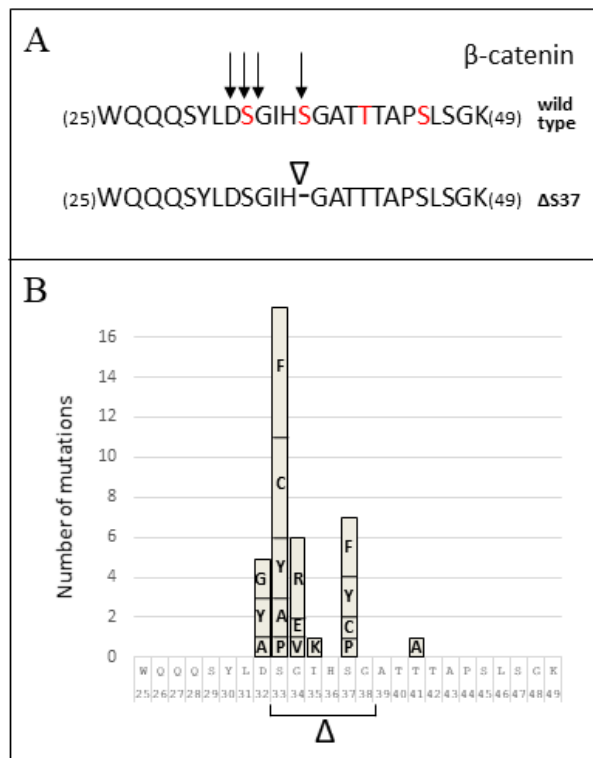 A
β-catenin
(25)WQQQSYLDSGIHSGATTTAPSLSGK(49) wild type
∇
(25)WQQQSYLDSGIH-GATTTAPSLSGK(49) ΔS37
B
Number of mutations
16
14
12
10
8
6
4
2
0
G
Y
A
F
C
Y
A
P
R
E
V
K
F
Y
C
P
A
W Q Q Q S Y L D S G I H S G A T T T A P S L S G K
25 26 27 28 29 30 31 32 33 34 35 36 37 38 39 40 41 42 43 44 45 46 47 48 49
Δ